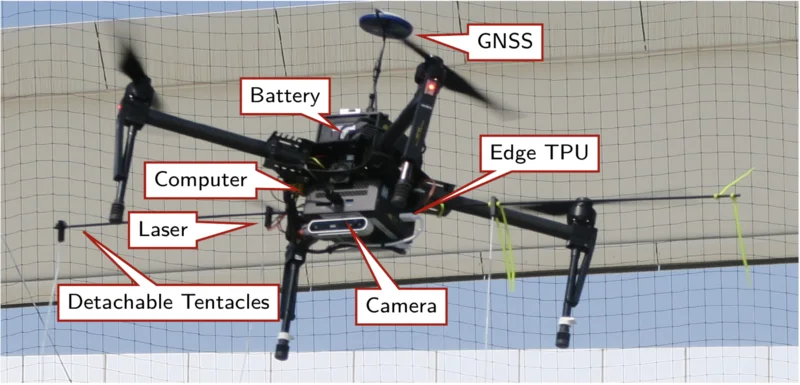 GNSS
Battery
Edge TPU
Computer
Laser
Detachable Tentacles
Camera